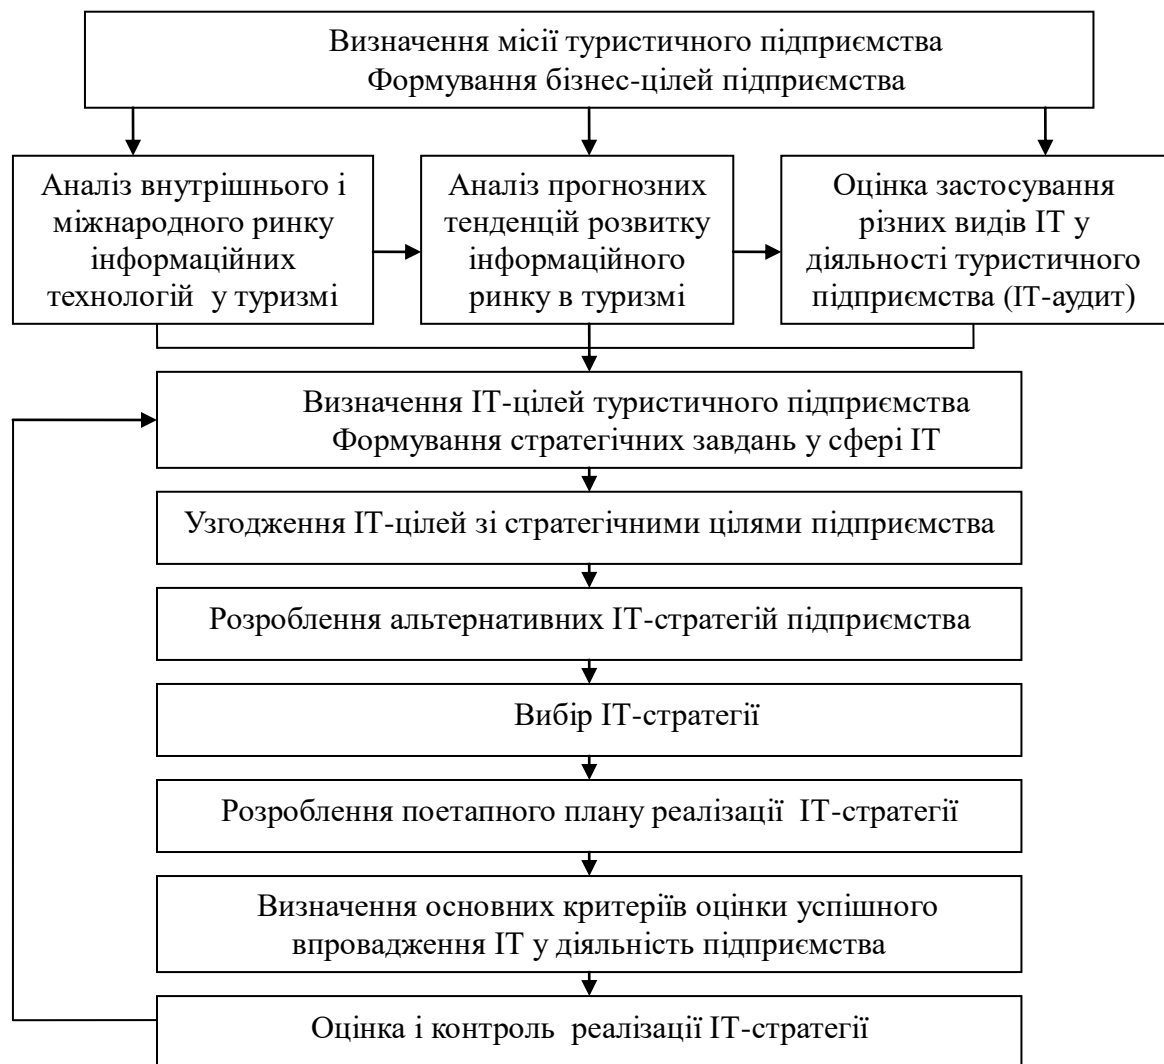 Визначення місії туристичного підприємства
Формування бізнес-цілей підприємства
Аналіз внутрішнього і
міжнародного ринку
інформаційних
технологій у туризмі
Аналіз прогнозних
тенденцій розвитку
інформаційного
ринку в туризмі
Оцінка застосування
різних видів ІТ у
діяльності туристичного
підприємства (ІТ-аудит)
Визначення ІТ-цілей туристичного підприємства
Формування стратегічних завдань у сфері ІТ
Узгодження ІТ-цілей зі стратегічними цілями підприємства
Розроблення альтернативних ІТ-стратегій підприємства
Вибір ІТ-стратегії
Розроблення поетапного плану реалізації ІТ-стратегії
Визначення основних критеріїв оцінки успішного
впровадження ІТ у діяльність підприємства
Оцінка і контроль реалізації ІТ-стратегії